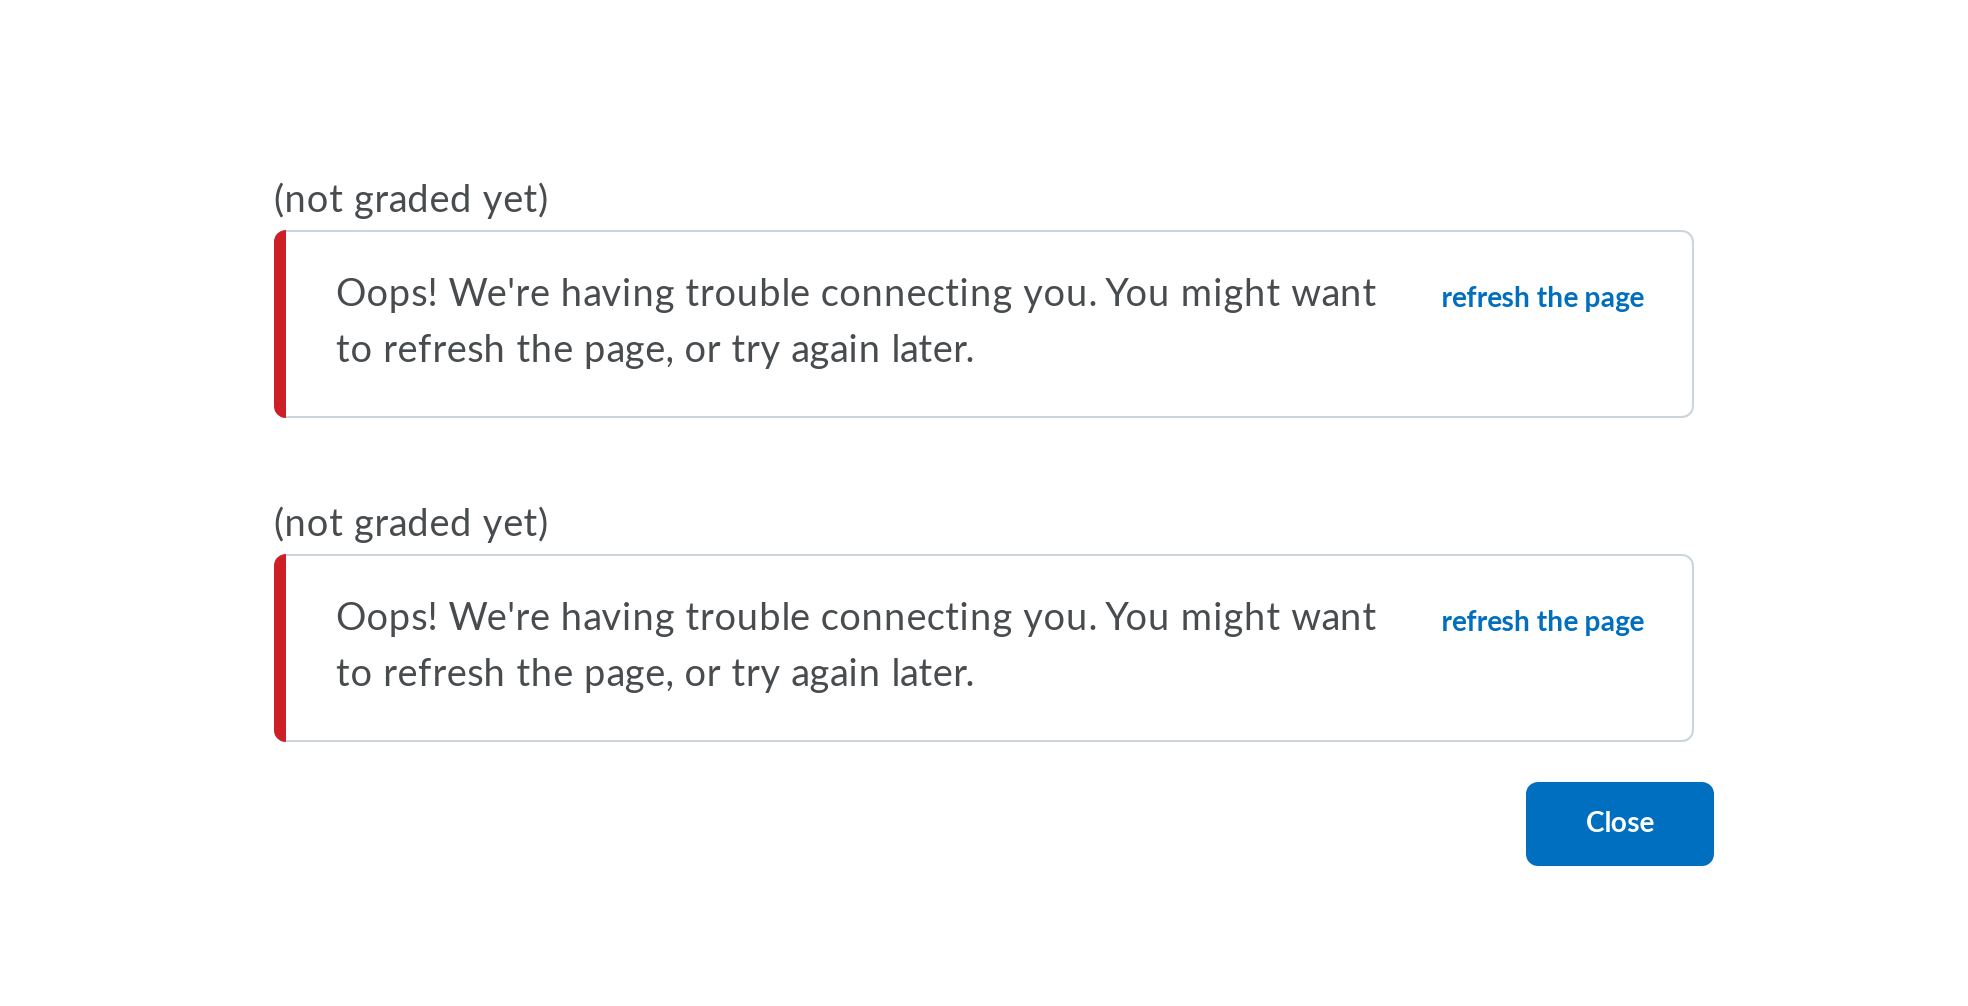 (not graded yet)
Oops! We're having trouble connecting you. You might want
to refresh the page, or try again later.
refresh the page
(not graded yet)
Oops! We're having trouble connecting you. You might want
to refresh the page, or try again later.
refresh the page
Close